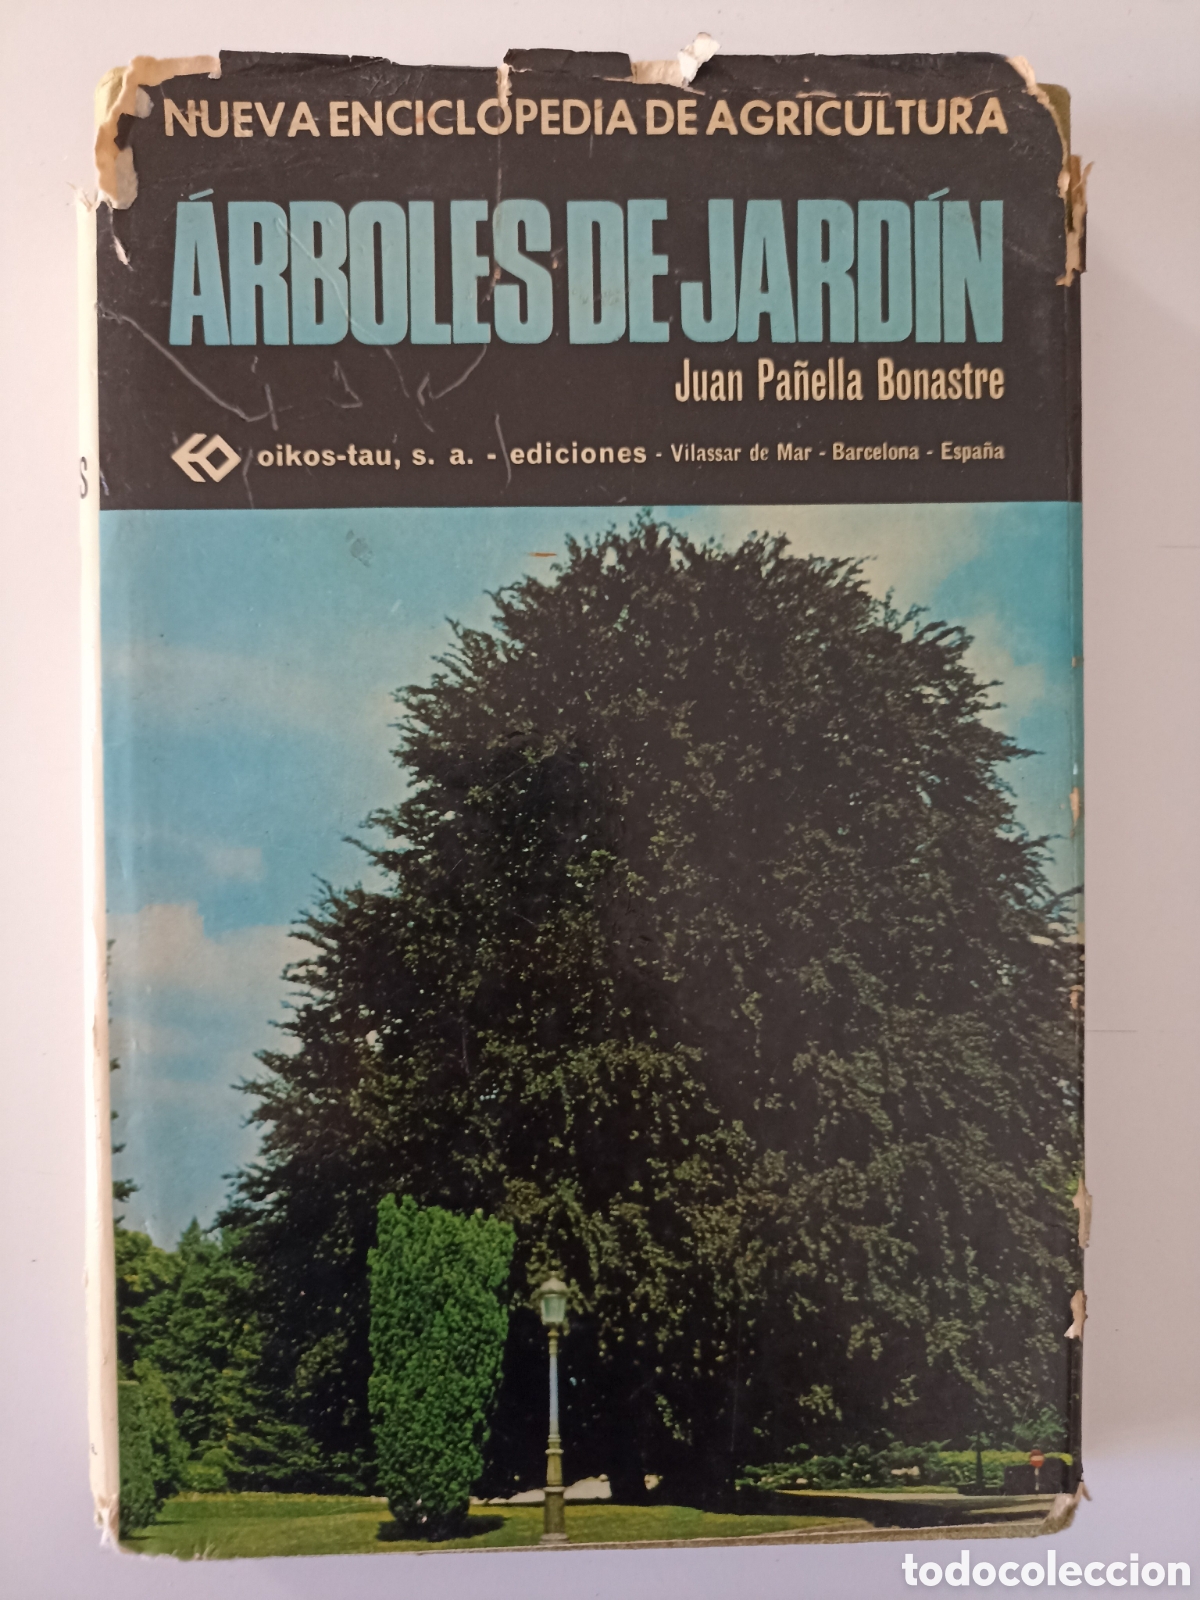 NUEVA ENCICLOPEDIA DE AGRICULTURA
ÁRBOLES DE JARDÍN
Juan Pañella Bonastre
oikos-tau, s. a. - ediciones - Vilassar de Mar - Barcelona - España
S
todocoleccion